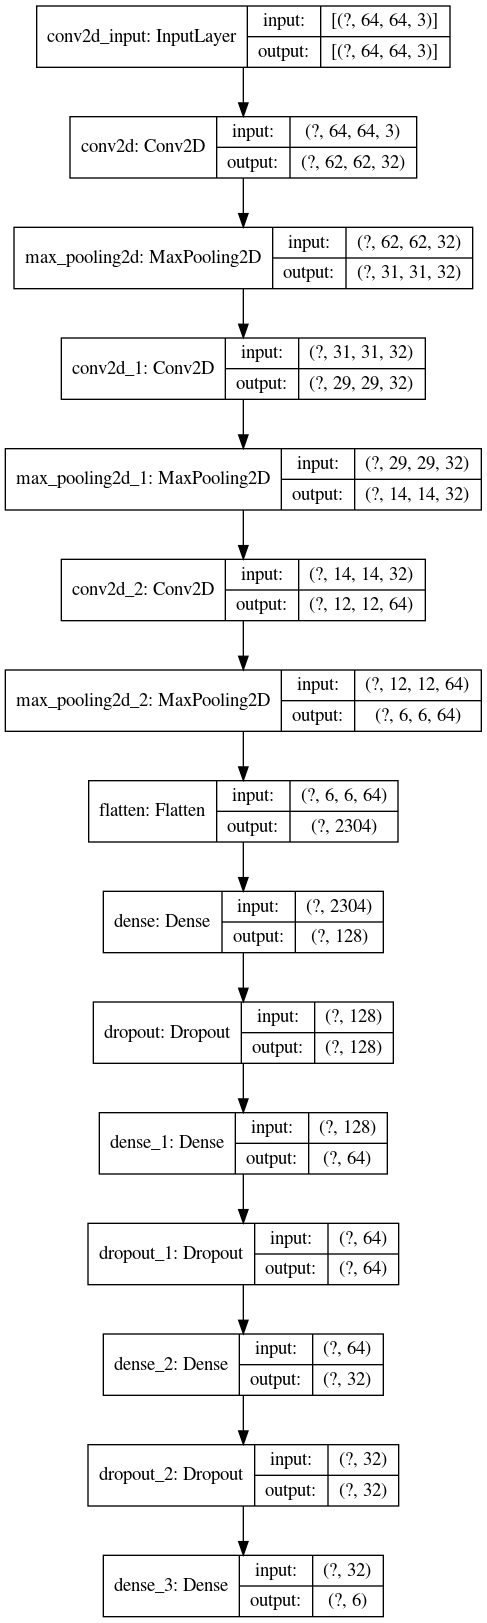 conv2d_input: InputLayer
input:
[(?, 64, 64, 3)]
output:
[(?, 64, 64, 3)]
conv2d: Conv2D
input:
(?, 64, 64, 3)
output:
(?, 62, 62, 32)
max_pooling2d: MaxPooling2D
input:
(?, 62, 62, 32)
output:
(?, 31, 31, 32)
conv2d_1: Conv2D
input:
(?, 31, 31, 32)
output:
(?, 29, 29, 32)
max_pooling2d_1: MaxPooling2D
input:
(?, 29, 29, 32)
output:
(?, 14, 14, 32)
conv2d_2: Conv2D
input:
(?, 14, 14, 32)
output:
(?, 12, 12, 64)
max_pooling2d_2: MaxPooling2D
input:
(?, 12, 12, 64)
output:
(?, 6, 6, 64)
flatten: Flatten
input:
(?, 6, 6, 64)
output:
(?, 2304)
dense: Dense
input:
(?, 2304)
output:
(?, 128)
dropout: Dropout
input:
(?, 128)
output:
(?, 128)
dense_1: Dense
input:
(?, 128)
output:
(?, 64)
dropout_1: Dropout
input:
(?, 64)
output:
(?, 64)
dense_2: Dense
input:
(?, 64)
output:
(?, 32)
dropout_2: Dropout
input:
(?, 32)
output:
(?, 32)
dense_3: Dense
input:
(?, 32)
output:
(?, 6)